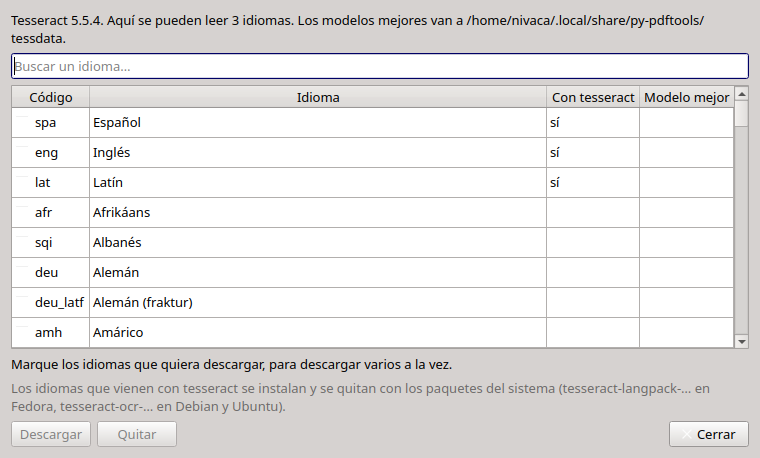 Tesseract 5.5.4. Aquí se pueden leer 3 idiomas. Los modelos mejores van a /home/nivaca/.local/share/py-pdftools/
tessdata.
Buscar un idioma...
Código Idioma Con tesseract Modelo mejor
spa Español sí
eng Inglés sí
lat Latín sí
afr Afrikáans
sqi Albanés
deu Alemán
deu_latf Alemán (fraktur)
amh Amárico
Marque los idiomas que quiera descargar, para descargar varios a la vez.
Los idiomas que vienen con tesseract se instalan y se quitan con los paquetes del sistema (tesseract-langpack-... en
Fedora, tesseract-ocr-... en Debian y Ubuntu).
Descargar Quitar Cerrar